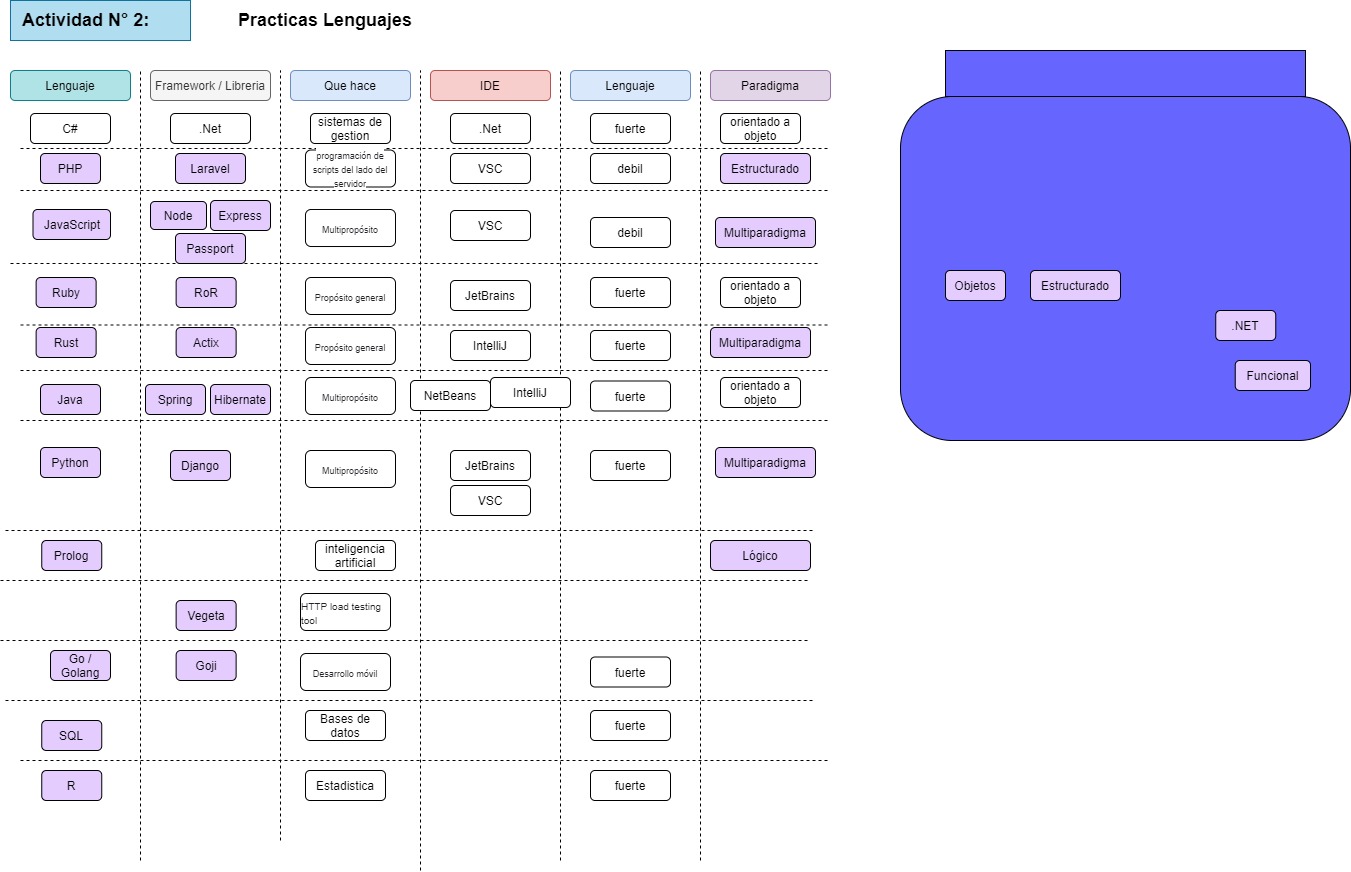 Actividad N° 2:
Practicas Lenguajes
Lenguaje
Framework / Libreria
Que hace
IDE
Lenguaje
Paradigma
C#
.Net
sistemas de
gestion
.Net
fuerte
orientado a
objeto
PHP
Laravel
programación de
scripts del lado del
servidor
VSC
debil
Estructurado
JavaScript
Node
Express
Passport
Multipropósito
VSC
debil
Multiparadigma
Ruby
RoR
Propósito general
JetBrains
fuerte
orientado a
objeto
Rust
Actix
Propósito general
IntelliJ
fuerte
Multiparadigma
Java
Spring
Hibernate
Multipropósito
NetBeans
IntelliJ
fuerte
orientado a
objeto
Python
Django
Multipropósito
JetBrains
VSC
fuerte
Multiparadigma
Prolog
inteligencia
artificial
Lógico
Vegeta
HTTP load testing
tool
Go /
Golang
Goji
Desarrollo móvil
fuerte
SQL
Bases de
datos
fuerte
R
Estadistica
fuerte
Objetos
Estructurado
.NET
Funcional